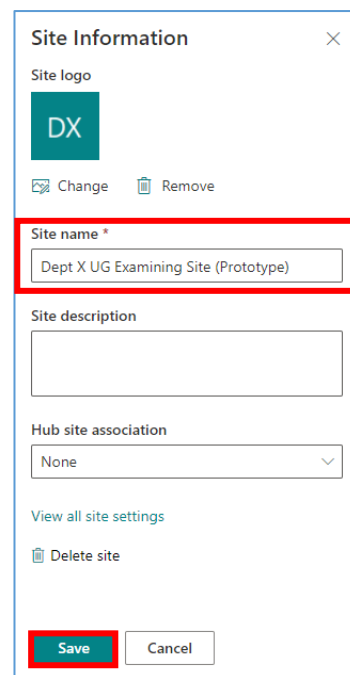 Site Information
Site logo
DX
Change Remove
Site name *
Dept X UG Examining Site (Prototype)
Site description
Hub site association
None
View all site settings
Delete site
Save Cancel